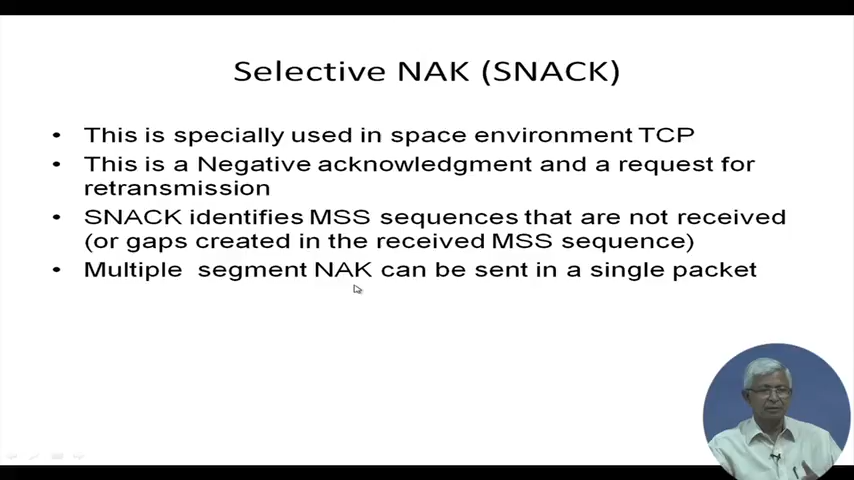 Selective NAK (SNACK)
• This is specially used in space environment TCP
• This is a Negative acknowledgment and a request for
retransmission
• SNACK identifies MSS sequences that are not received
(or gaps created in the received MSS sequence)
• Multiple segment NAK can be sent in a single packet